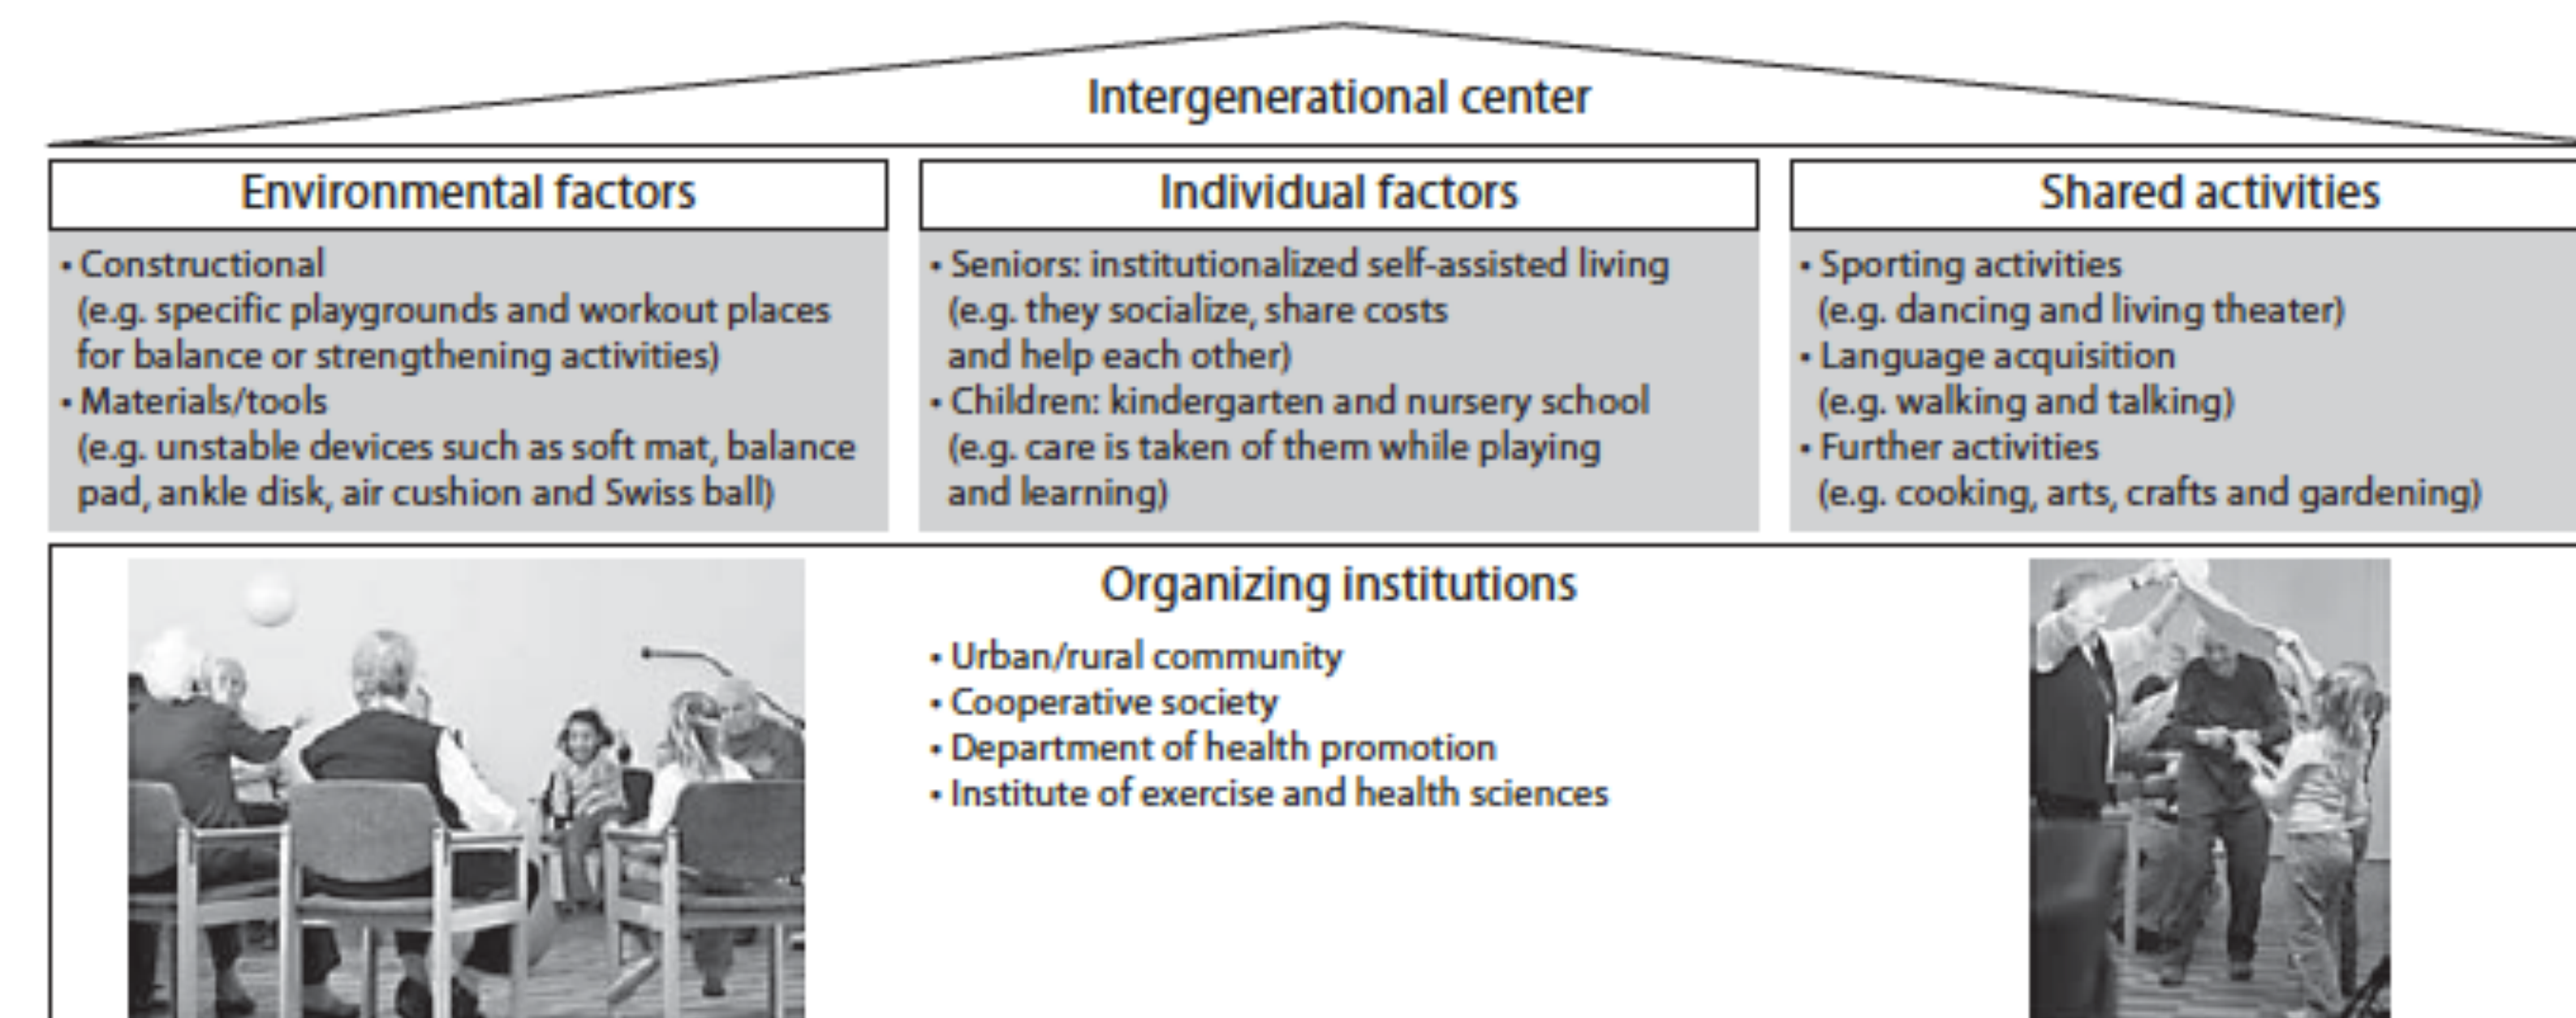 Intergenerational center
Environmental factors
• Constructional
(e.g. specific playgrounds and workout places
for balance or strengthening activities)
• Materials/tools
(e.g. unstable devices such as soft mat, balance
pad, ankle disk, air cushion and Swiss ball)
Individual factors
• Seniors: institutionalized self-assisted living
(e.g. they socialize, share costs
and help each other)
• Children: kindergarten and nursery school
(e.g. care is taken of them while playing
and learning)
Shared activities
• Sporting activities
(e.g. dancing and living theater)
• Language acquisition
(e.g. walking and talking)
• Further activities
(e.g. cooking, arts, crafts and gardening)
Organizing institutions
• Urban/rural community
• Cooperative society
• Department of health promotion
• Institute of exercise and health sciences